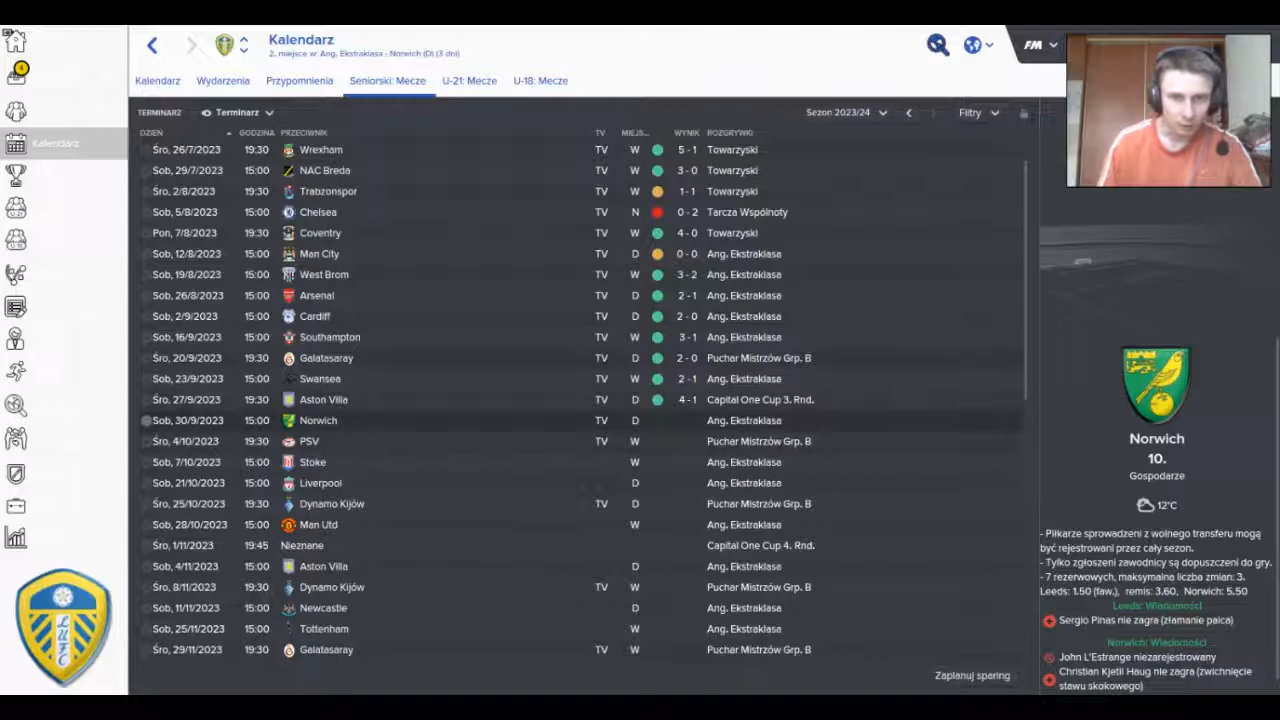 4
Kalendarz
2. miejsce w: Ang. Ekstraklasa - Norwich (D) (3 dni)
FM
Kalendarz Wydarzenia Przypomnienia Seniorski: Mecze U-21: Mecze U-18: Mecze
TERMINARZ Terminarz Sezon 2023/24 Filtry
Kalendarz
DZIEŃ GODZINA PRZECIWNIK TV MIEJS... WYNIK ROZGRYWKI
Śro, 26/7/2023 19:30 Wrexham TV W 5 - 1 Towarzyski
Sob, 29/7/2023 15:00 NAC Breda TV W 3 - 0 Towarzyski
Śro, 2/8/2023 19:30 Trabzonspor TV W 1 - 1 Towarzyski
Sob, 5/8/2023 15:00 Chelsea TV N 0 - 2 Tarcza Wspólnoty
Pon, 7/8/2023 19:30 Coventry TV W 4 - 0 Towarzyski
Sob, 12/8/2023 15:00 Man City TV D 0 - 0 Ang. Ekstraklasa
Sob, 19/8/2023 15:00 West Brom TV W 3 - 2 Ang. Ekstraklasa
Sob, 26/8/2023 15:00 Arsenal TV D 2 - 1 Ang. Ekstraklasa
Sob, 2/9/2023 15:00 Cardiff TV D 2 - 0 Ang. Ekstraklasa
Sob, 16/9/2023 15:00 Southampton TV W 3 - 1 Ang. Ekstraklasa
Śro, 20/9/2023 19:30 Galatasaray TV D 2 - 0 Puchar Mistrzów Grp. B
Sob, 23/9/2023 15:00 Swansea TV W 2 - 1 Ang. Ekstraklasa
Śro, 27/9/2023 19:30 Aston Villa TV D 4 - 1 Capital One Cup 3. Rnd.
Sob, 30/9/2023 15:00 Norwich TV D Ang. Ekstraklasa
Śro, 4/10/2023 19:30 PSV TV W Puchar Mistrzów Grp. B
Sob, 7/10/2023 15:00 Stoke W Ang. Ekstraklasa
Sob, 21/10/2023 15:00 Liverpool D Ang. Ekstraklasa
Śro, 25/10/2023 19:30 Dynamo Kijów TV D Puchar Mistrzów Grp. B
Sob, 28/10/2023 15:00 Man Utd W Ang. Ekstraklasa
Śro, 1/11/2023 19:45 Nieznane Capital One Cup 4. Rnd.
Sob, 4/11/2023 15:00 Aston Villa D Ang. Ekstraklasa
Śro, 8/11/2023 19:30 Dynamo Kijów TV W Puchar Mistrzów Grp. B
Sob, 11/11/2023 15:00 Newcastle D Ang. Ekstraklasa
Sob, 25/11/2023 15:00 Tottenham W Ang. Ekstraklasa
Śro, 29/11/2023 19:30 Galatasaray TV W Puchar Mistrzów Grp. B
Zaplanuj sparing
LUFC
Norwich
10.
Gospodarze
12°C
- Piłkarze sprowadzeni z wolnego transferu mogą
być rejestrowani przez cały sezon.
- Tylko zgłoszeni zawodnicy są dopuszczeni do gry.
- 7 rezerwowych, maksymalna liczba zmian: 3.
Leeds: 1.50 (faw.), remis: 3.60, Norwich: 5.50
Leeds: Wiadomości
Sergio Pinas nie zagra (złamanie palca)
Norwich: Wiadomości
John L'Estrange niezarejestrowany
Christian Kjetil Haug nie zagra (zwichnięcie
stawu skokowego)